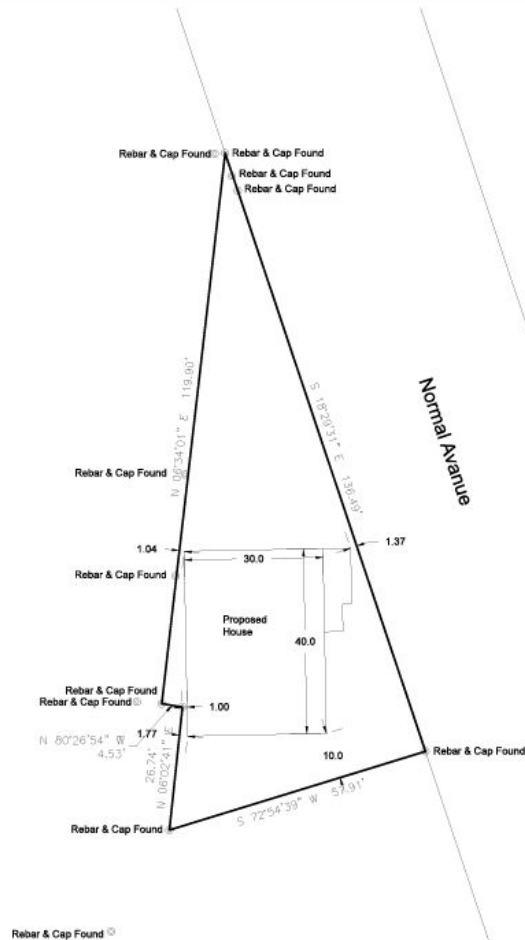 Rebar & Cap Found
Rebar & Cap Found
Rebar & Cap Found
Rebar & Cap Found
N 06°34'01" E 119.90'
S 18°29'31" E 136.49'
Normal Avanue
Rebar & Cap Found
1.04
1.37
30.0
Rebar & Cap Found
Proposed
House
40.0
Rebar & Cap Found
Rebar & Cap Found
1.00
N 80°26'54" W
4.53'
1.77
26.74'
N 06°02'41" E
10.0
Rebar & Cap Found
S 72°54'39" W 57.91'
Rebar & Cap Found
Rebar & Cap Found